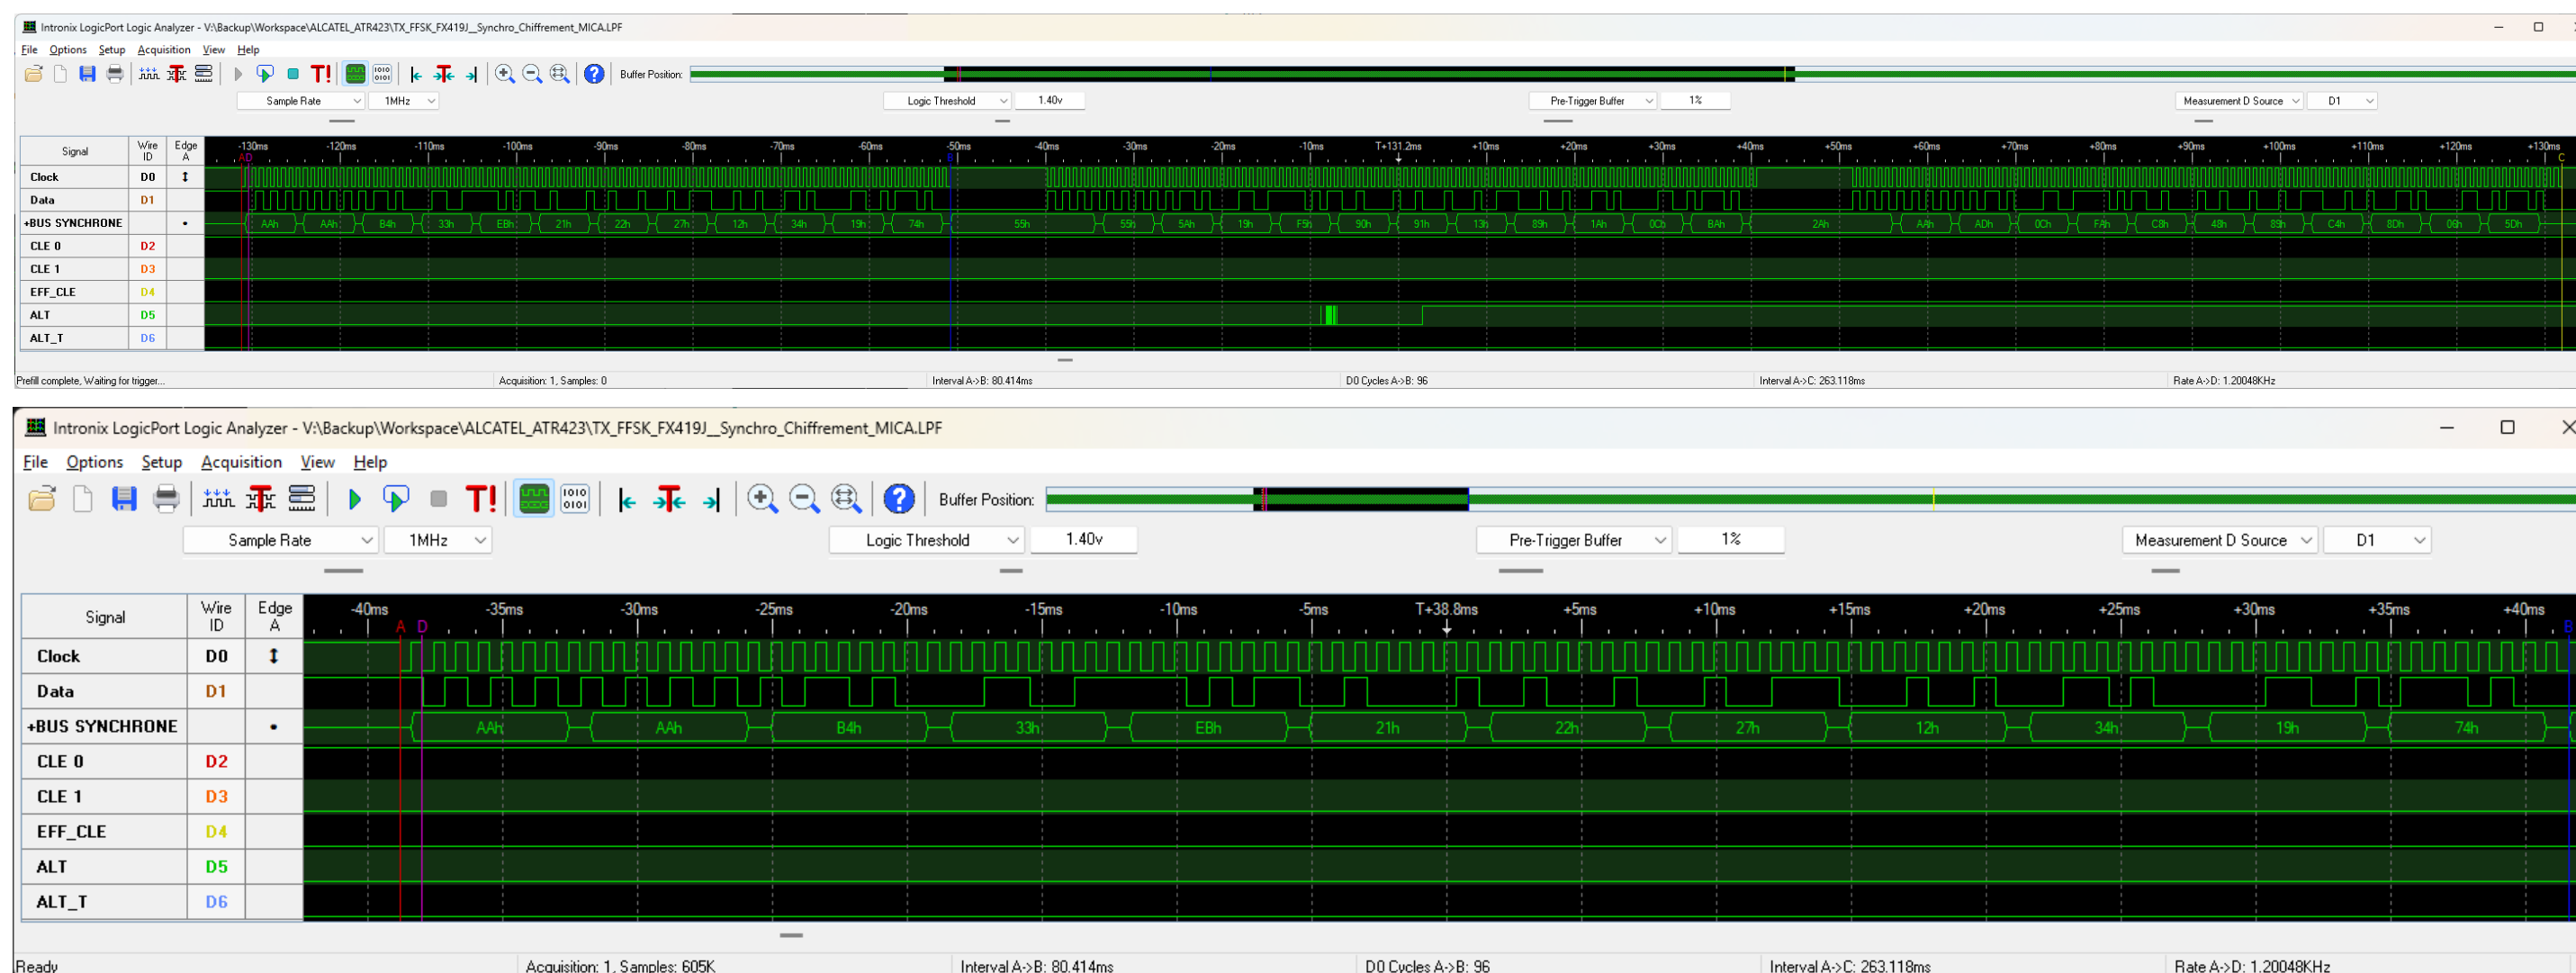 Intronix LogicPort Logic Analyzer - V:\Backup\Workspace\ALCATEL_ATR423\TX_FFSK_FX419J__Synchro_Chiffrement_MICA.LPF
File Options Setup Acquisition View Help
T! 1010 0101 T ? Buffer Position:
Sample Rate 1MHz Logic Threshold 1.40v Pre-Trigger Buffer 1% Measurement D Source D1
Signal Wire ID Edge A -130ms -120ms -110ms -100ms -90ms -80ms -70ms -60ms -50ms -40ms -30ms -20ms -10ms T+131.2ms +10ms +20ms +30ms +40ms +50ms +60ms +70ms +80ms +90ms +100ms +110ms +120ms +130ms
A D B C
Clock D0
Data D1
+BUS SYNCHRONE AAh AAh B4h 33h EBh 21h 22h 27h 12h 34h 19h 74h 55h 55h 5Ah 19h F5h 90h 91h 13h 89h 1Ah 0Ch BAh 2Ah AAh ADh 0Ch FAh C8h 48h 89h C4h 8Dh 06h 5Dh
CLE 0 D2
CLE 1 D3
EFF_CLE D4
ALT D5
ALT_T D6
Prefill complete, Waiting for trigger... Acquisition: 1, Samples: 0 Interval A->B: 80.414ms D0 Cycles A->B: 96 Interval A->C: 263.118ms Rate A->D: 1.20048KHz
Intronix LogicPort Logic Analyzer - V:\Backup\Workspace\ALCATEL_ATR423\TX_FFSK_FX419J__Synchro_Chiffrement_MICA.LPF
File Options Setup Acquisition View Help
T! 1010 0101 T ? Buffer Position:
Sample Rate 1MHz Logic Threshold 1.40v Pre-Trigger Buffer 1% Measurement D Source D1
Signal Wire ID Edge A -40ms -35ms -30ms -25ms -20ms -15ms -10ms -5ms T+38.8ms +5ms +10ms +15ms +20ms +25ms +30ms +35ms +40ms
A D B
Clock D0
Data D1
+BUS SYNCHRONE AAh AAh B4h 33h EBh 21h 22h 27h 12h 34h 19h 74h
CLE 0 D2
CLE 1 D3
EFF_CLE D4
ALT D5
ALT_T D6
Ready Acquisition: 1, Samples: 605K Interval A->B: 80.414ms D0 Cycles A->B: 96 Interval A->C: 263.118ms Rate A->D: 1.20048KHz